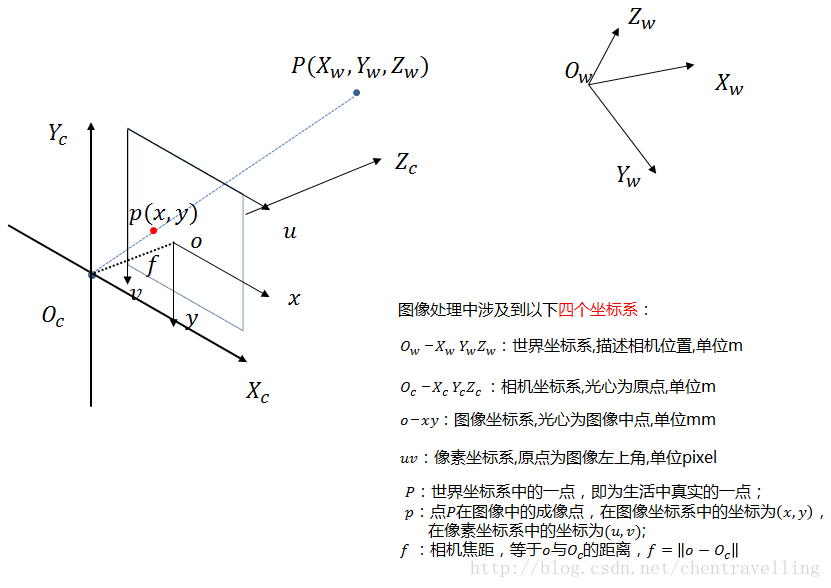 Z_w
P(X_w, Y_w, Z_w)
O_w
X_w
Y_c
Z_c
Y_w
p(x, y)
u
o
f
v
x
O_c
y
X_c
图像处理中涉及到以下四个坐标系：
O_w－X_w Y_w Z_w：世界坐标系,描述相机位置,单位m
O_c－X_c Y_c Z_c：相机坐标系,光心为原点,单位m
o－xy：图像坐标系,光心为图像中点,单位mm
uv：像素坐标系,原点为图像左上角,单位pixel
P：世界坐标系中的一点，即为生活中真实的一点；
p：点P在图像中的成像点，在图像坐标系中的坐标为(x, y)，
在像素坐标系中的坐标为(u, v);
f：相机焦距，等于o与O_c的距离，f = ‖o − O_c‖
http://blog.csdn.net/chentravelling